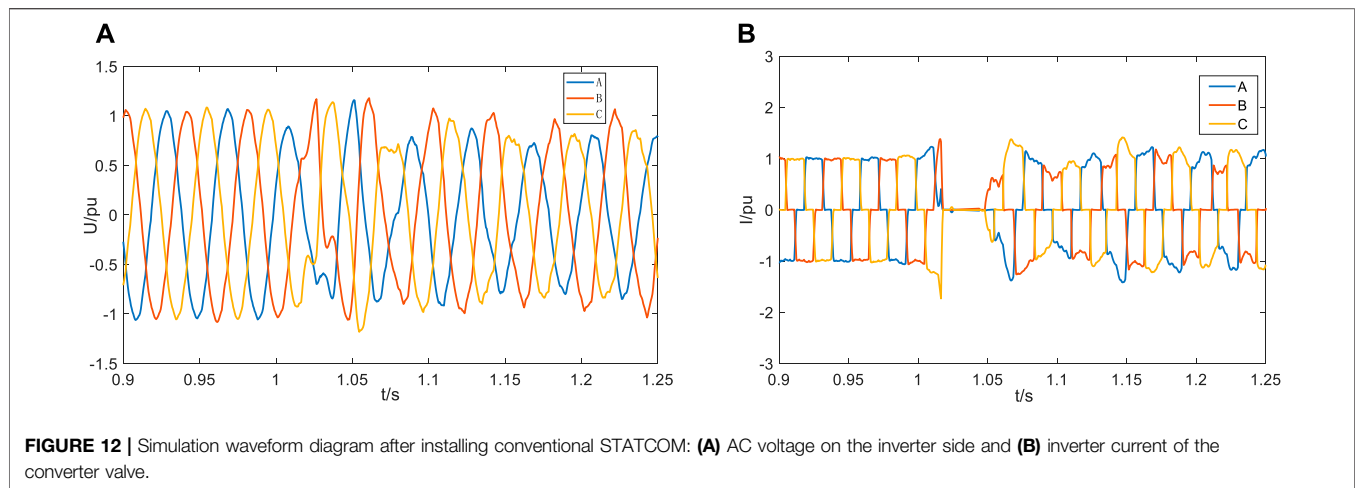 A
B
1.5
1
0.5
0
-0.5
-1
-1.5
U/pu
0.9 0.95 1 1.05 1.1 1.15 1.2 1.25
t/s
A
B
C
3
2
1
0
-1
-2
-3
I/pu
0.9 0.95 1 1.05 1.1 1.15 1.2 1.25
t/s
A
B
C
FIGURE 12 | Simulation waveform diagram after installing conventional STATCOM: (A) AC voltage on the inverter side and (B) inverter current of the
converter valve.